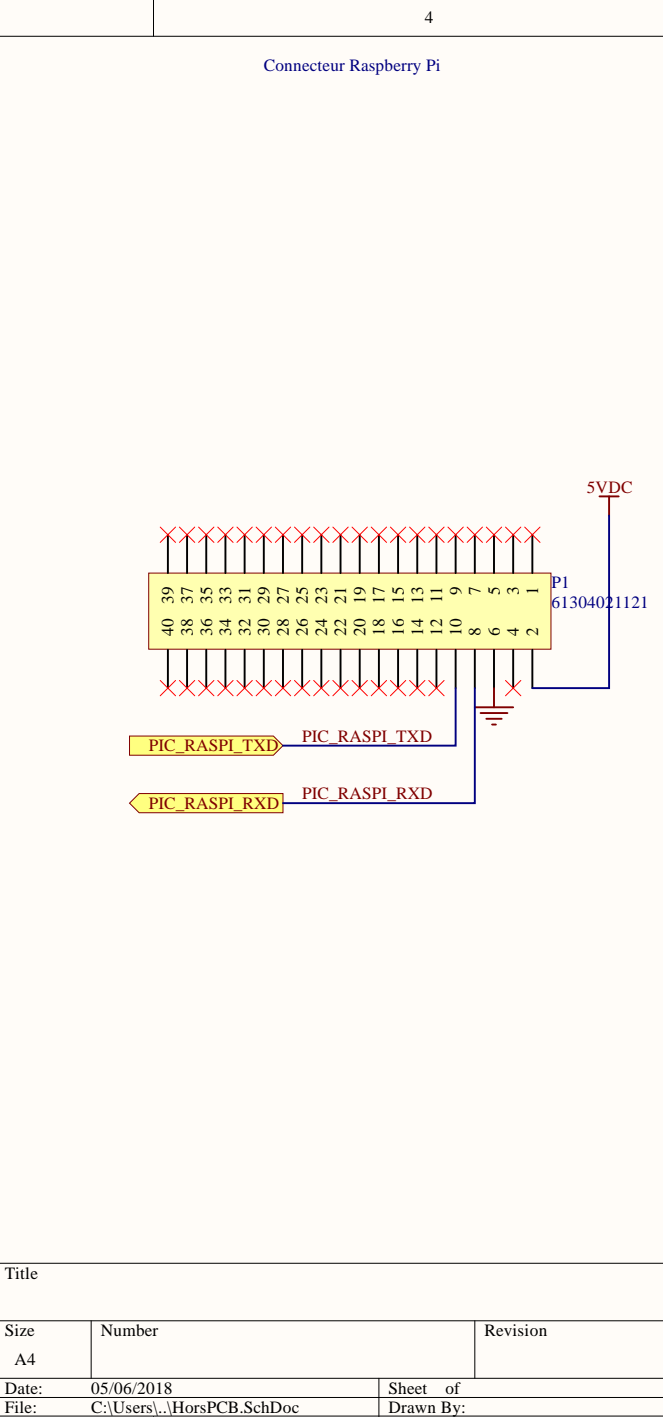 4
Connecteur Raspberry Pi
5VDC
P1
61304021121
39 37 35 33 31 29 27 25 23 21 19 17 15 13 11 9 7 5 3 1
40 38 36 34 32 30 28 26 24 22 20 18 16 14 12 10 8 6 4 2
PIC_RASPI_TXD PIC_RASPI_TXD
PIC_RASPI_RXD PIC_RASPI_RXD
Title
Size Number Revision
A4
Date: 05/06/2018 Sheet of
File: C:\Users\..\HorsPCB.SchDoc Drawn By: